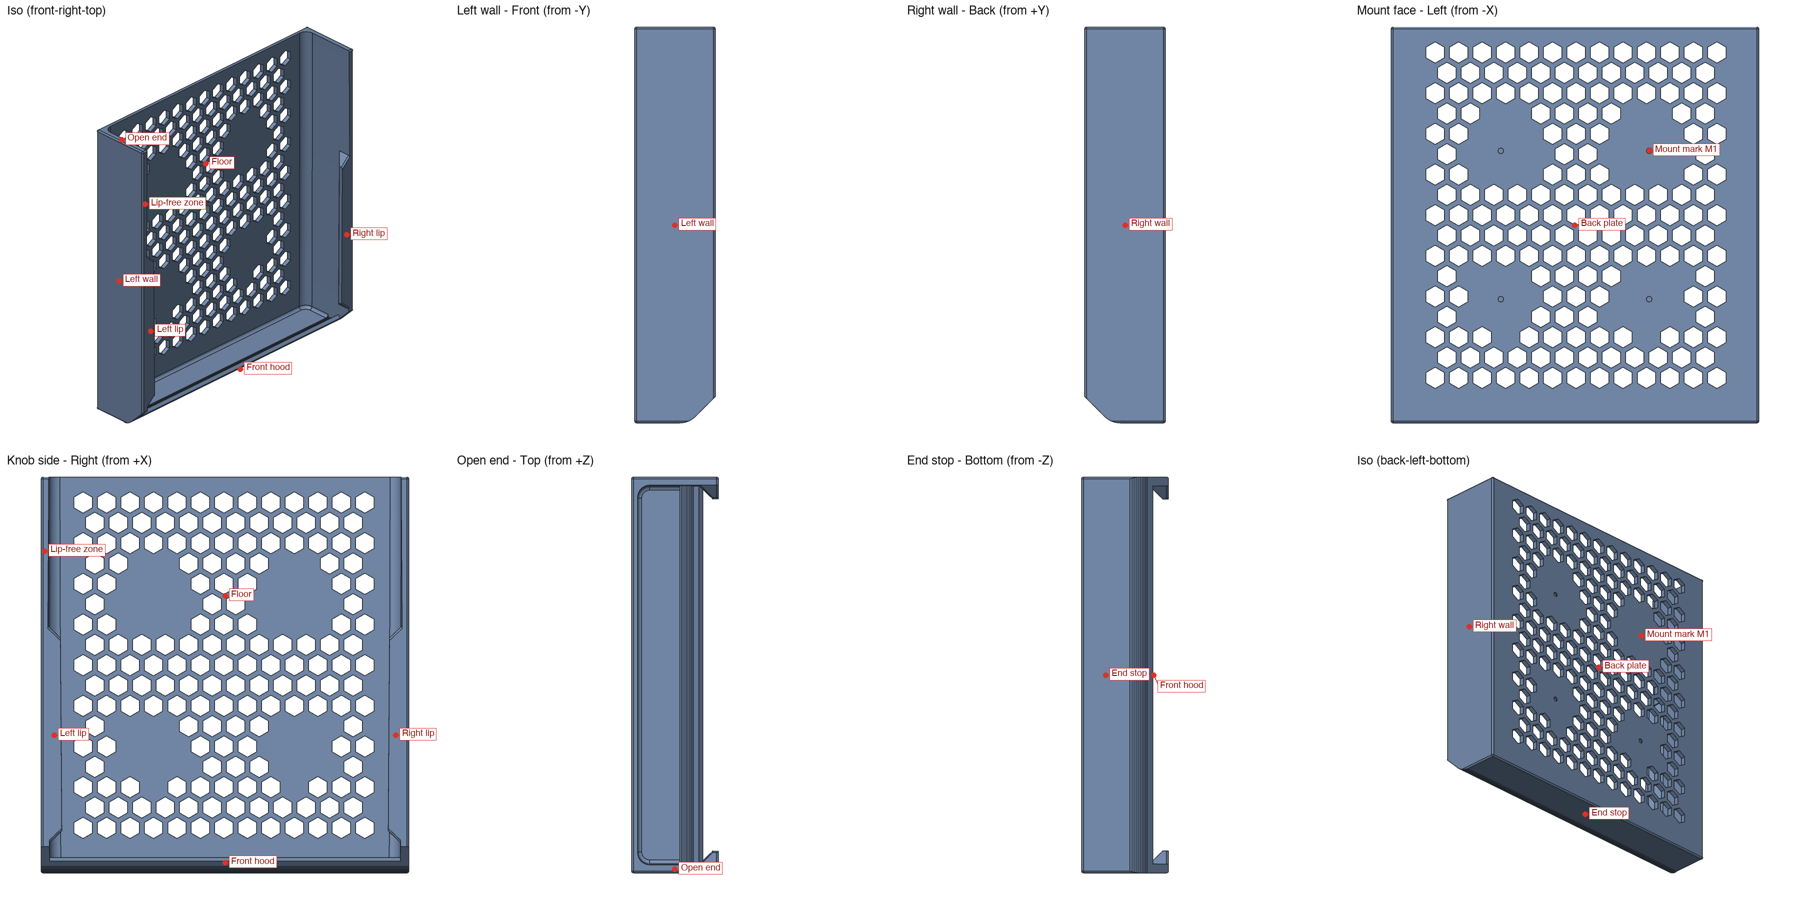 Iso (front-right-top)
Left wall - Front (from -Y)
Right wall - Back (from +Y)
Mount face - Left (from -X)
Open end
Floor
Lip-free zone
Right lip
Left wall
Left lip
Front hood
Left wall
Right wall
Mount mark M1
Back plate
Knob side - Right (from +X)
Open end - Top (from +Z)
End stop - Bottom (from -Z)
Iso (back-left-bottom)
Lip-free zone
Floor
Left lip
Right lip
Front hood
Open end
End stop
Front hood
Right wall
Mount mark M1
Back plate
End stop